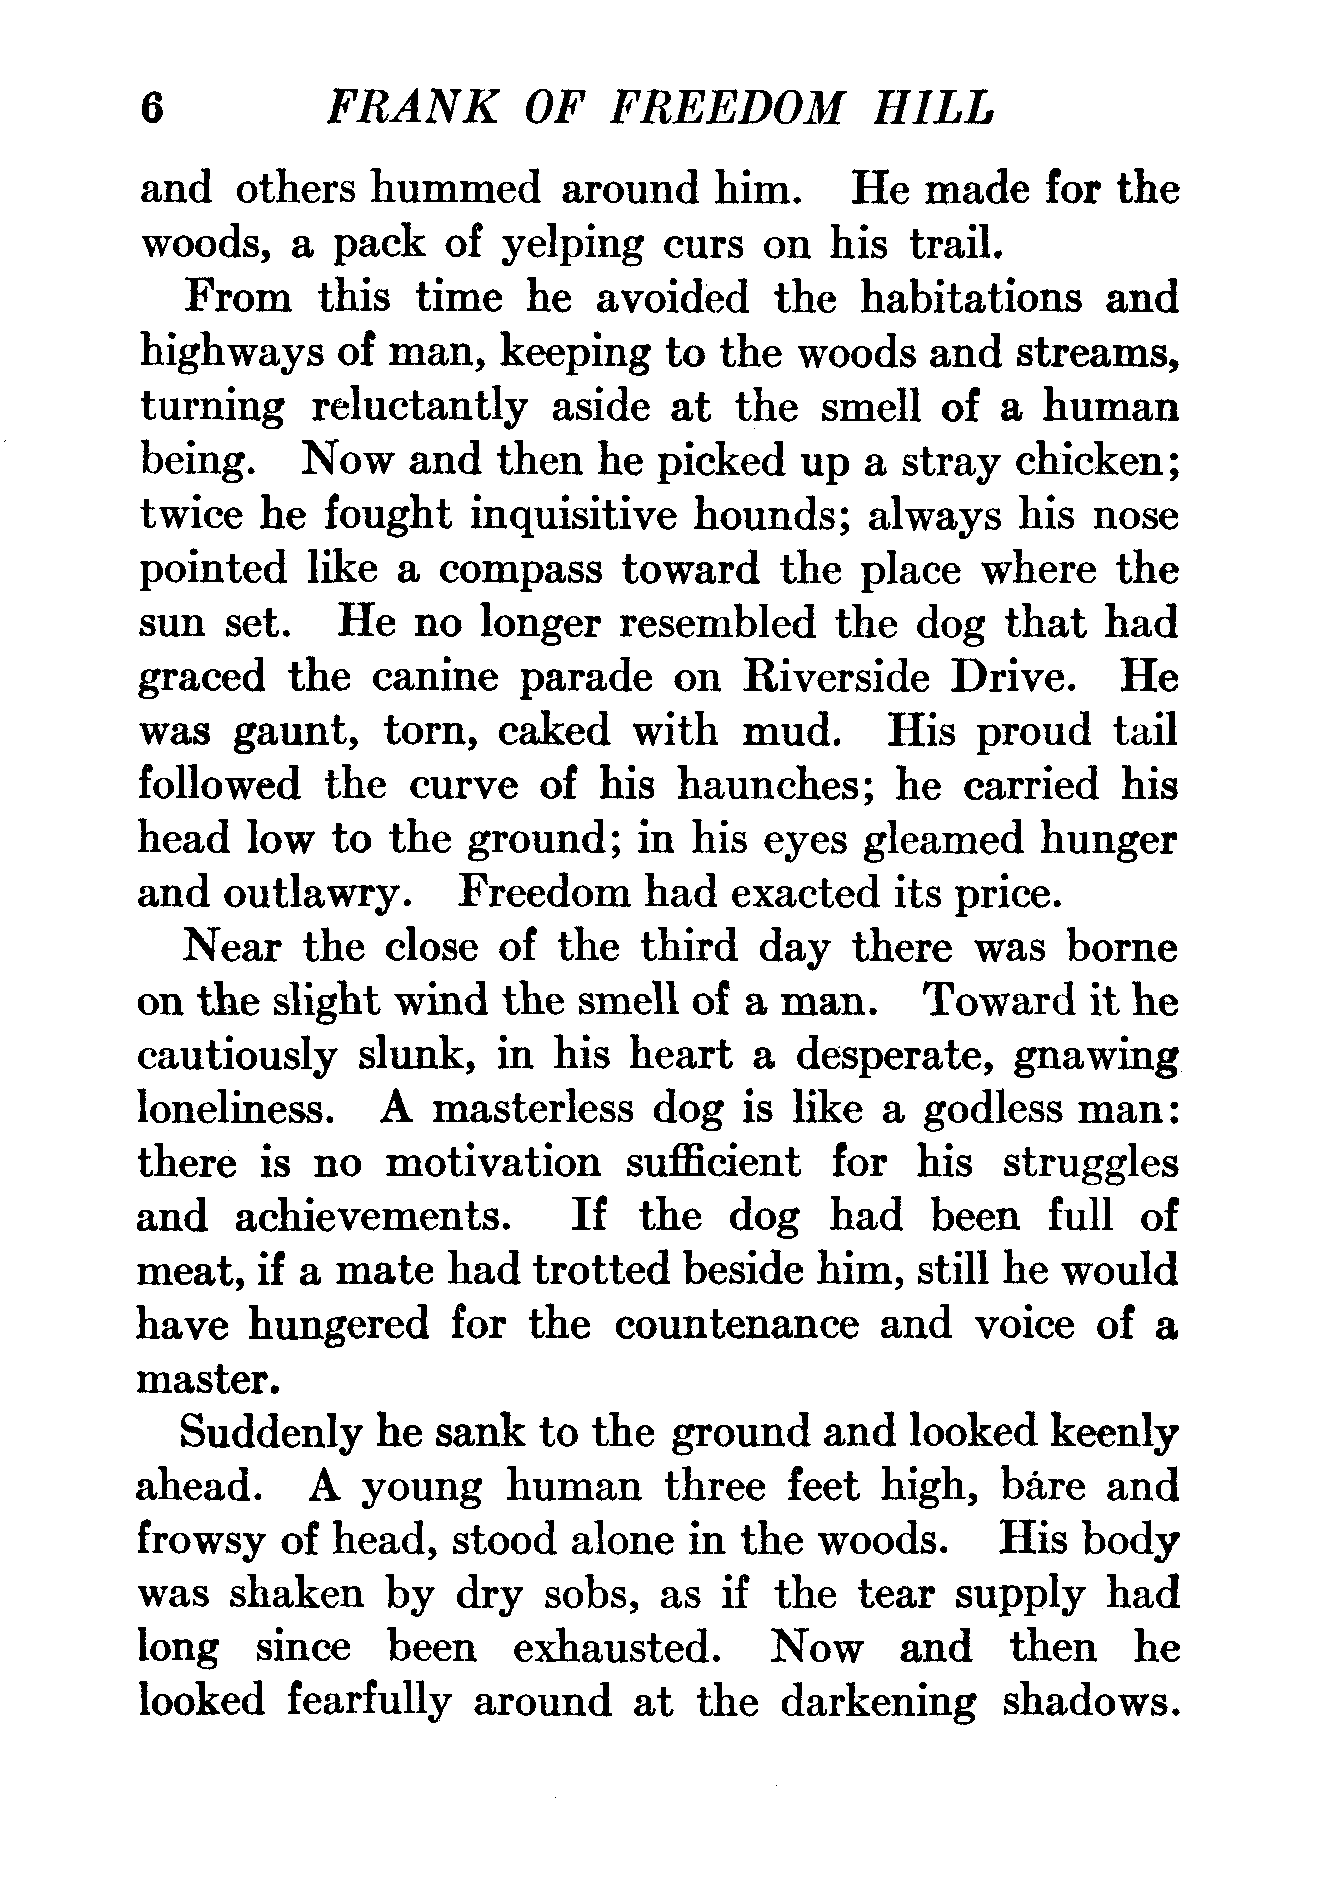 6 FRANK OF FREEDOM HILL
and others hummed around him. He made for the
woods, a pack of yelping curs on his trail.
From this time he avoided the habitations and
highways of man, keeping to the woods and streams,
turning reluctantly aside at the smell of a human
being. Now and then he picked up a stray chicken;
twice he fought inquisitive hounds; always his nose
pointed like a compass toward the place where the
sun set. He no longer resembled the dog that had
graced the canine parade on Riverside Drive. He
was gaunt, torn, caked with mud. His proud tail
followed the curve of his haunches; he carried his
head low to the ground; in his eyes gleamed hunger
and outlawry. Freedom had exacted its price.
Near the close of the third day there was borne
on the slight wind the smell of a man. Toward it he
cautiously slunk, in his heart a desperate, gnawing
loneliness. A masterless dog is like a godless man:
there is no motivation sufficient for his struggles
and achievements. If the dog had been full of
meat, if a mate had trotted beside him, still he would
have hungered for the countenance and voice of a
master.
Suddenly he sank to the ground and looked keenly
ahead. A young human three feet high, bare and
frowsy of head, stood alone in the woods. His body
was shaken by dry sobs, as if the tear supply had
long since been exhausted. Now and then he
looked fearfully around at the darkening shadows.